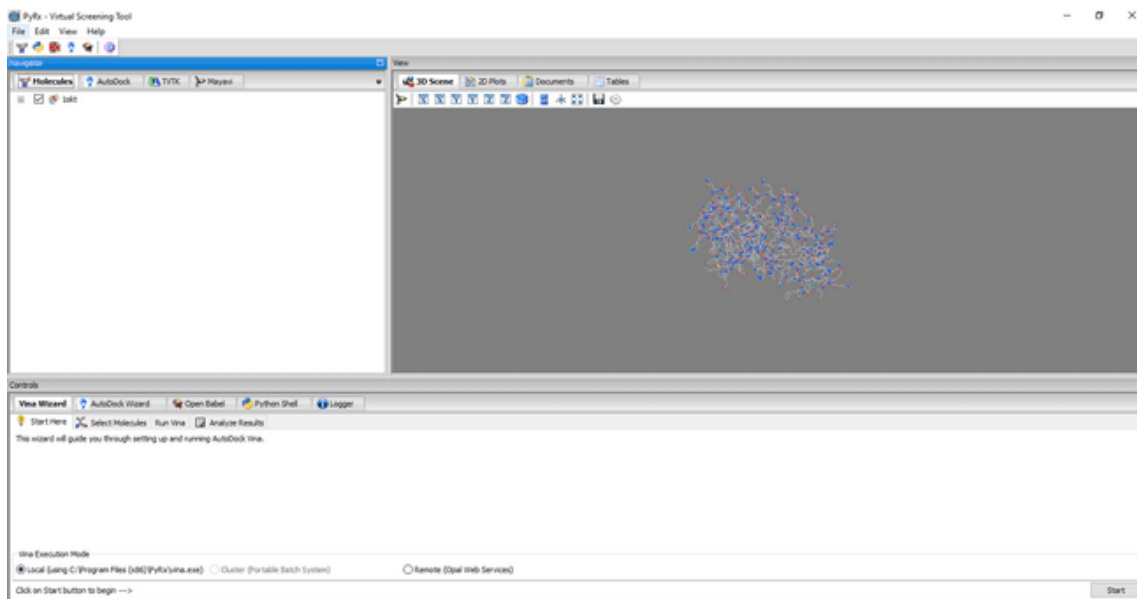 PyRx - Virtual Screening Tool
File Edit View Help
Navigator
View
Molecules AutoDock TVTK Mayavi
3D Scene 2D Plots Documents Tables
X X Y Y Z Z
Controls
Vina Wizard AutoDock Wizard Open Babel Python Shell Logger
Start Here Select Molecules Run Vina Analyze Results
This wizard will guide you through setting up and running AutoDock Vina.
Vina Execution Mode
Local (using C:\Program Files (x86)\PyRx\vina.exe) Cluster (Portable Batch System) Remote (Opal Web Services)
Click on Start button to begin --->
Start